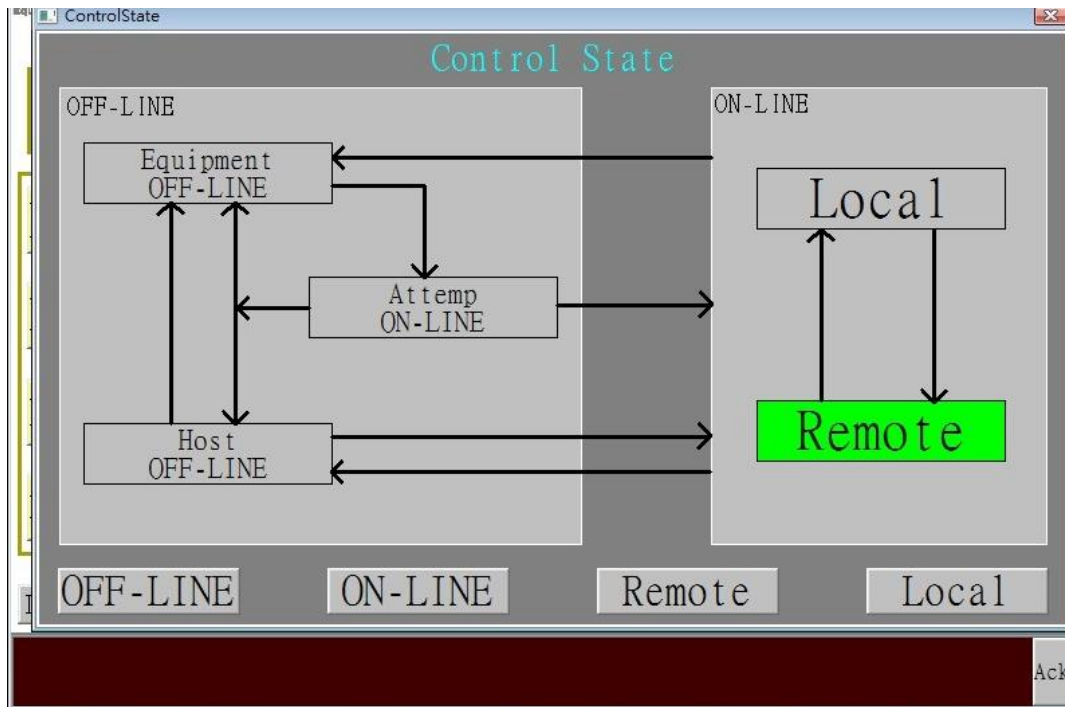 Equ
ControlState
Control State
OFF-LINE
ON-LINE
Equipment
OFF-LINE
Local
Attemp
ON-LINE
Host
OFF-LINE
Remote
OFF-LINE
ON-LINE
Remote
Local
Ack